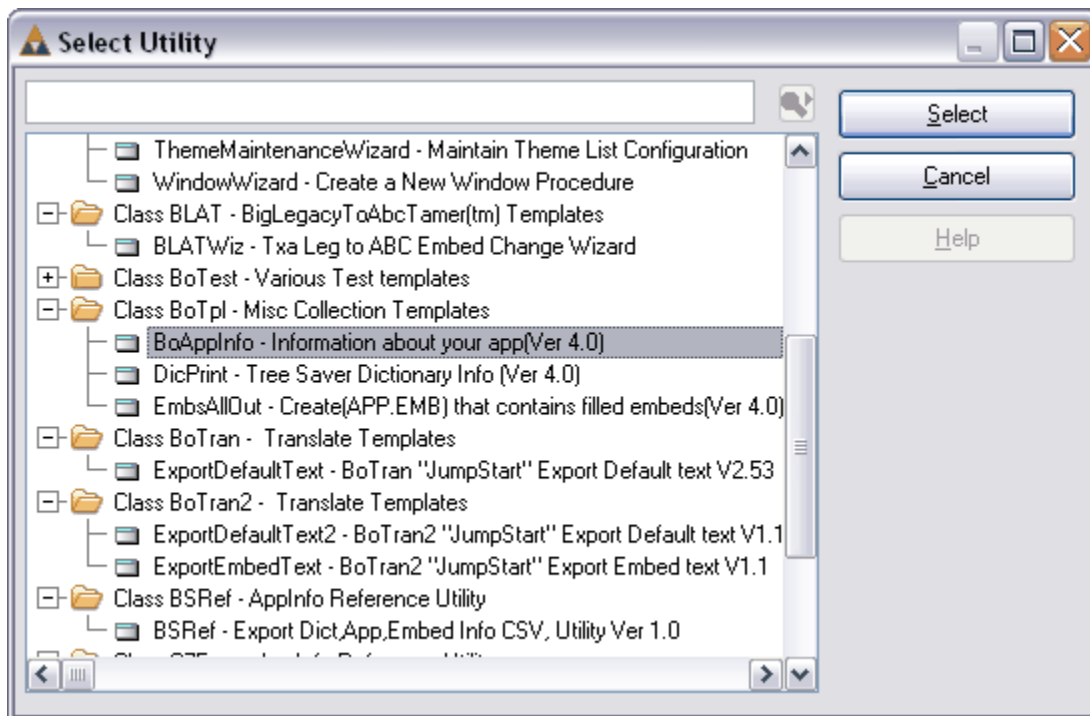 Select Utility
Select
Cancel
Help
ThemeMaintenanceWizard - Maintain Theme List Configuration
WindowWizard - Create a New Window Procedure
Class BLAT - BigLegacyToAbcTamer(tm) Templates
BLATWiz - Txa Leg to ABC Embed Change Wizard
Class BoTest - Various Test templates
Class BoTpl - Misc Collection Templates
BoAppInfo - Information about your app(Ver 4.0)
DicPrint - Tree Saver Dictionary Info (Ver 4.0)
EmbsAllOut - Create(APP.EMB) that contains filled embeds(Ver 4.0)
Class BoTran -  Translate Templates
ExportDefaultText - BoTran "JumpStart" Export Default text V2.53
Class BoTran2 -  Translate Templates
ExportDefaultText2 - BoTran2 "JumpStart" Export Default text V1.1
ExportEmbedText - BoTran2 "JumpStart" Export Embed text V1.1
Class BSRef - AppInfo Reference Utility
BSRef - Export Dict,App,Embed Info CSV, Utility Ver 1.0